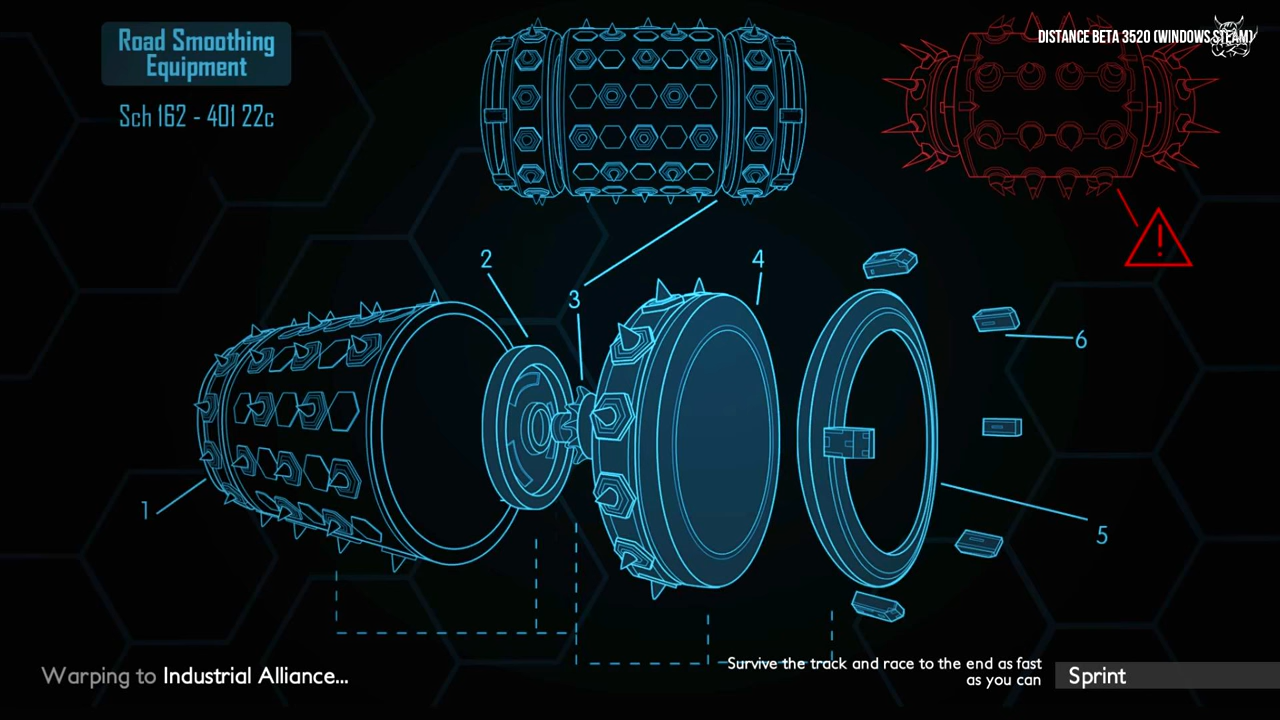 Road Smoothing
Equipment
Sch 162 - 401 22c
DISTANCE BETA 3520 (WINDOWS STEAM)
2
3
4
6
1
5
Warping to Industrial Alliance...
Survive the track and race to the end as fast
as you can
Sprint